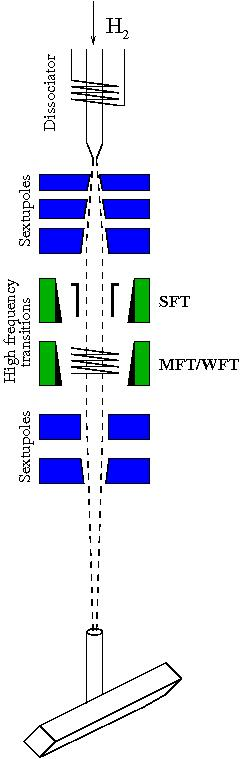 H2
Dissociator
Sextupoles
High frequency
transitions
SFT
MFT/WFT
Sextupoles